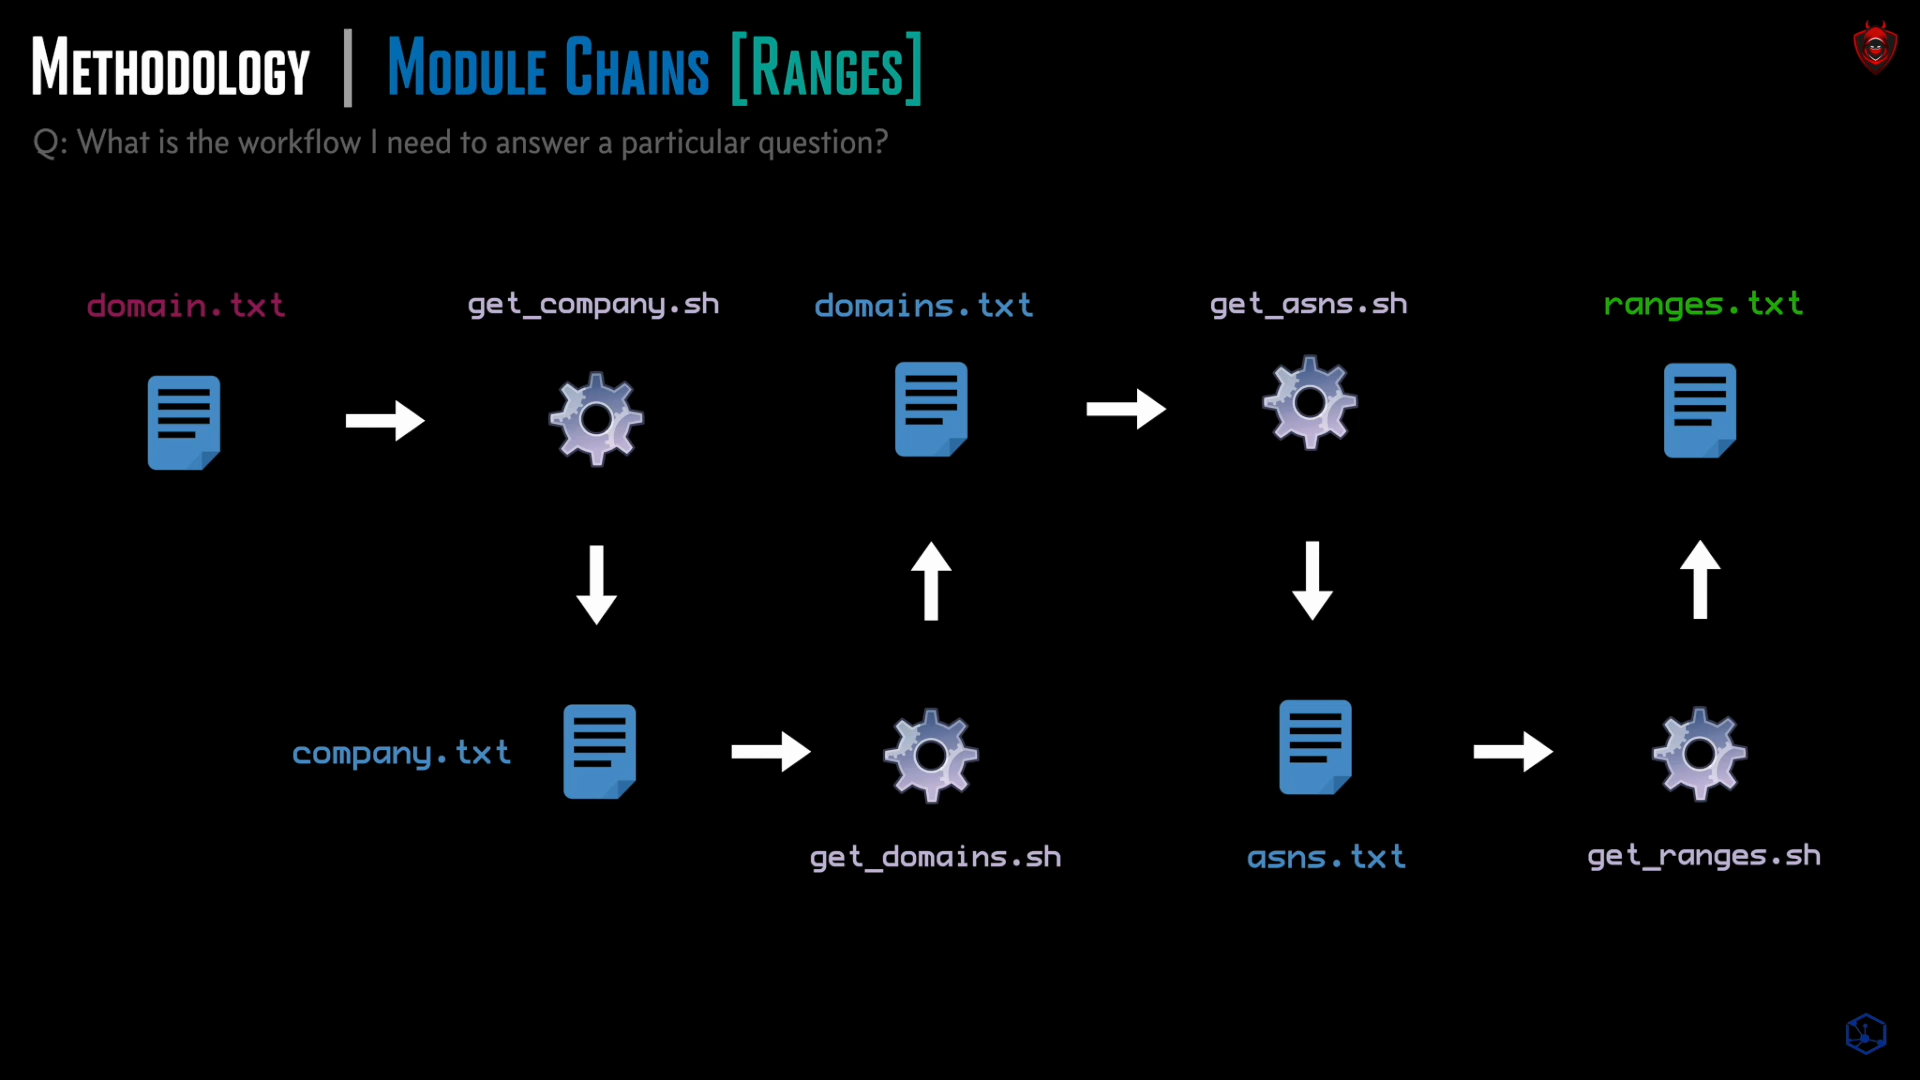 Methodology | Module Chains [Ranges]
Q: What is the workflow I need to answer a particular question?
domain.txt
get_company.sh
domains.txt
get_asns.sh
ranges.txt
company.txt
get_domains.sh
asns.txt
get_ranges.sh